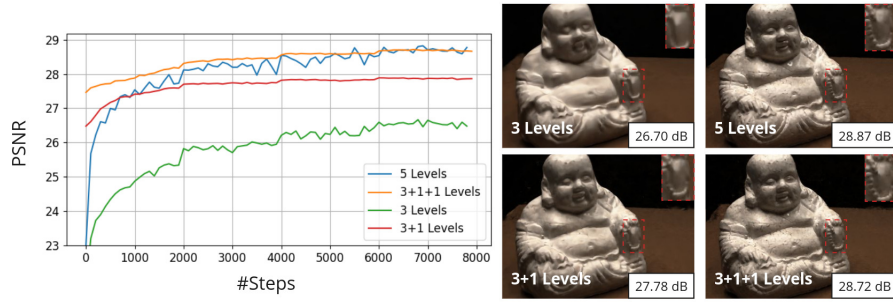 29
28
27
26
25
24
23
PSNR
0 1000 2000 3000 4000 5000 6000 7000 8000
#Steps
5 Levels
3+1+1 Levels
3 Levels
3+1 Levels
3 Levels
26.70 dB
5 Levels
28.87 dB
3+1 Levels
27.78 dB
3+1+1 Levels
28.72 dB